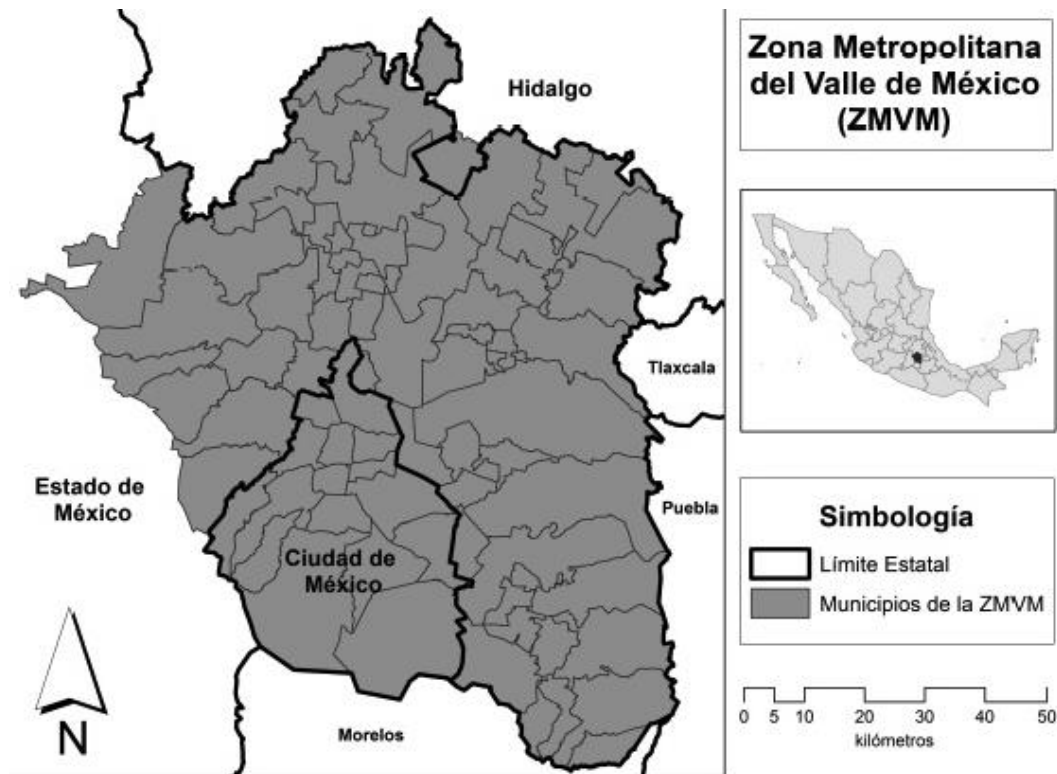 Zona Metropolitana
del Valle de México
(ZMVM)
Hidalgo
Tlaxcala
Estado de
México
Puebla
Ciudad de
México
Morelos
N
Simbología
Límite Estatal
Municipios de la ZMVM
0 5 10 20 30 40 50
kilómetros